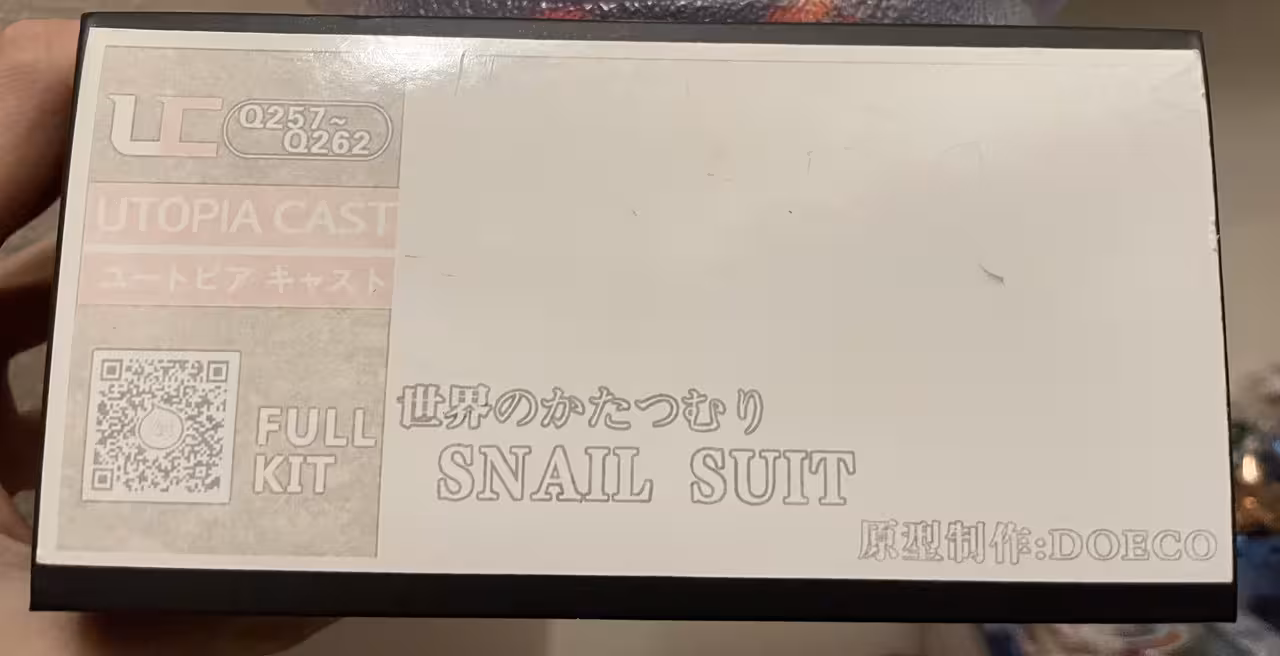 UC
Q257~
Q262
UTOPIA CAST
ユートピア キャスト
FULL
KIT
世界のかたつむり
SNAIL SUIT
原型制作:DOECO